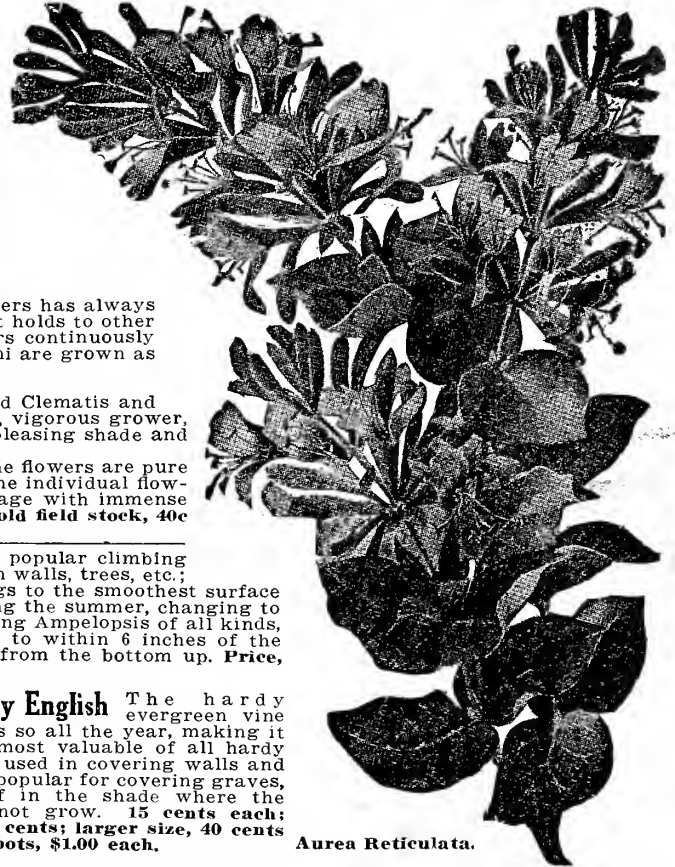 ers has always
t holds to other
rs continuously
ni are grown as
d Clematis and
, vigorous grower,
pleasing shade and
he flowers are pure
he individual flow-
age with immense
old field stock, 40c
popular climbing
n walls, trees, etc.;
gs to the smoothest surface
ng the summer, changing to
ng Ampelopsis of all kinds,
to within 6 inches of the
from the bottom up. Price,
y English The hardy
evergreen vine
s so all the year, making it
most valuable of all hardy
used in covering walls and
popular for covering graves,
f in the shade where the
not grow. 15 cents each;
cents; larger size, 40 cents
pots, $1.00 each.
Aurea Reticulata.